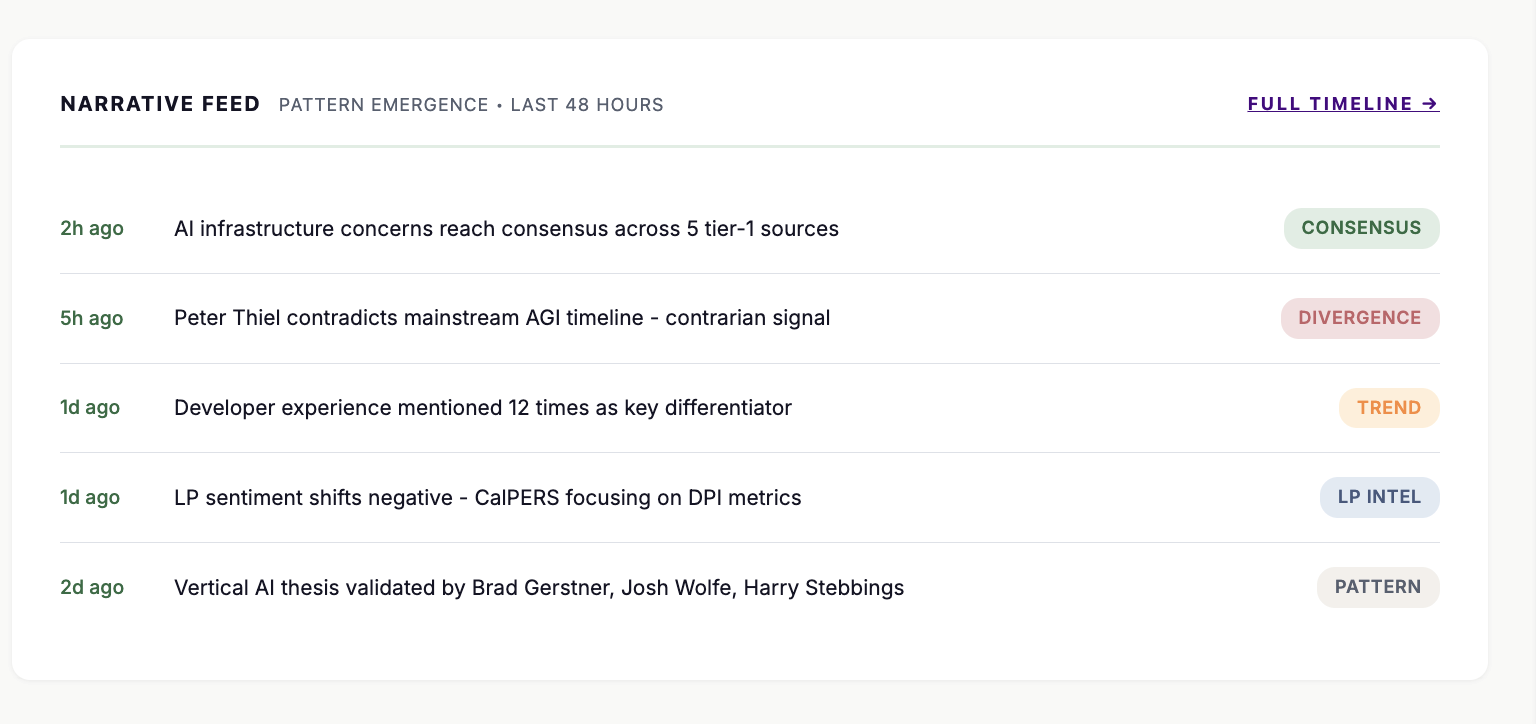 NARRATIVE FEED PATTERN EMERGENCE • LAST 48 HOURS FULL TIMELINE →
2h ago AI infrastructure concerns reach consensus across 5 tier-1 sources CONSENSUS
5h ago Peter Thiel contradicts mainstream AGI timeline - contrarian signal DIVERGENCE
1d ago Developer experience mentioned 12 times as key differentiator TREND
1d ago LP sentiment shifts negative - CalPERS focusing on DPI metrics LP INTEL
2d ago Vertical AI thesis validated by Brad Gerstner, Josh Wolfe, Harry Stebbings PATTERN